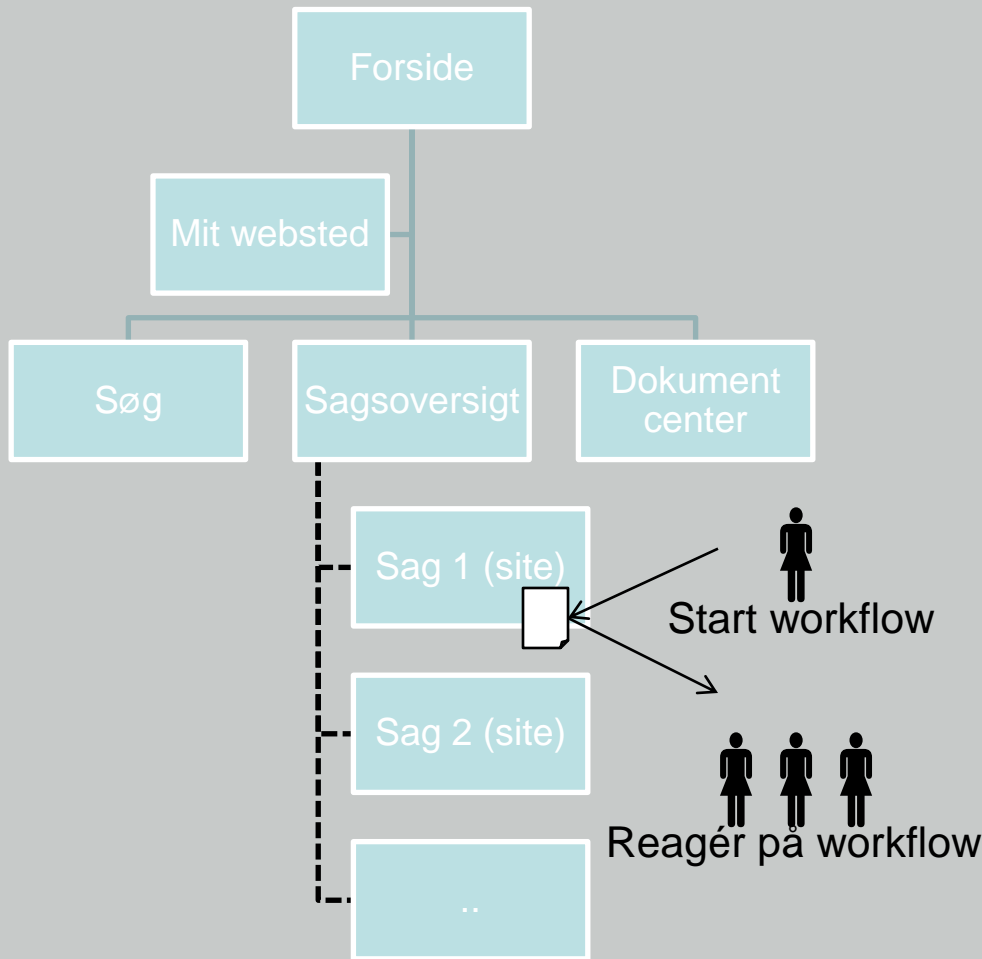 Forside
Mit websted
Søg
Sagsoversigt
Dokument
center
Sag 1 (site)
Start workflow
Sag 2 (site)
Reagér på workflow
..